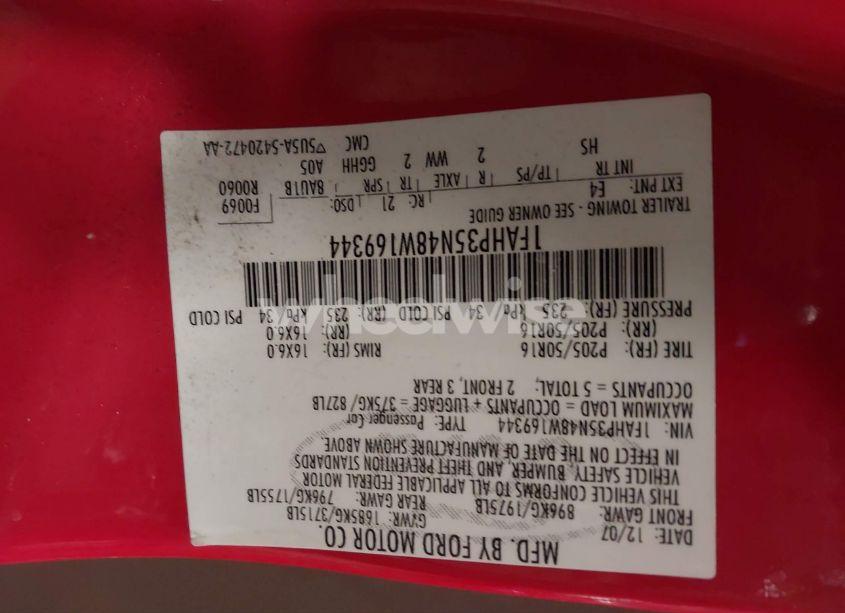 MFD. BY FORD MOTOR CO.
DATE: 12/07 GVWR: 1685KG/3715LB
FRONT GAWR: 896KG/1975LB REAR GAWR: 796KG/1755LB
THIS VEHICLE CONFORMS TO ALL APPLICABLE FEDERAL MOTOR
VEHICLE SAFETY, BUMPER, AND THEFT PREVENTION STANDARDS
IN EFFECT ON THE DATE OF MANUFACTURE SHOWN ABOVE.
VIN: 1FAHP35N48W169344 TYPE: Passenger Car
MAXIMUM LOAD = OCCUPANTS + LUGGAGE = 375KG/827LB
OCCUPANTS = 5 TOTAL: 2 FRONT, 3 REAR
TIRE (FR): P205/50R16 RIMS (FR): 16X6.0
(RR): P205/50R16 (RR): 16X6.0
PRESSURE (FR): 235 kPa 34 PSI COLD (RR): 235 kPa 34 PSI COLD
wheelwise
1FAHP35N48W169344
TRAILER TOWING - SEE OWNER GUIDE F0069
EXT PNT: E4 RC: 21 DSO: R0060
INT TR TP/PS R AXLE TR SPR 8AU1B
HS 2 WW 2 GGHH A05
CMC ▽5U5A-5420472-AA